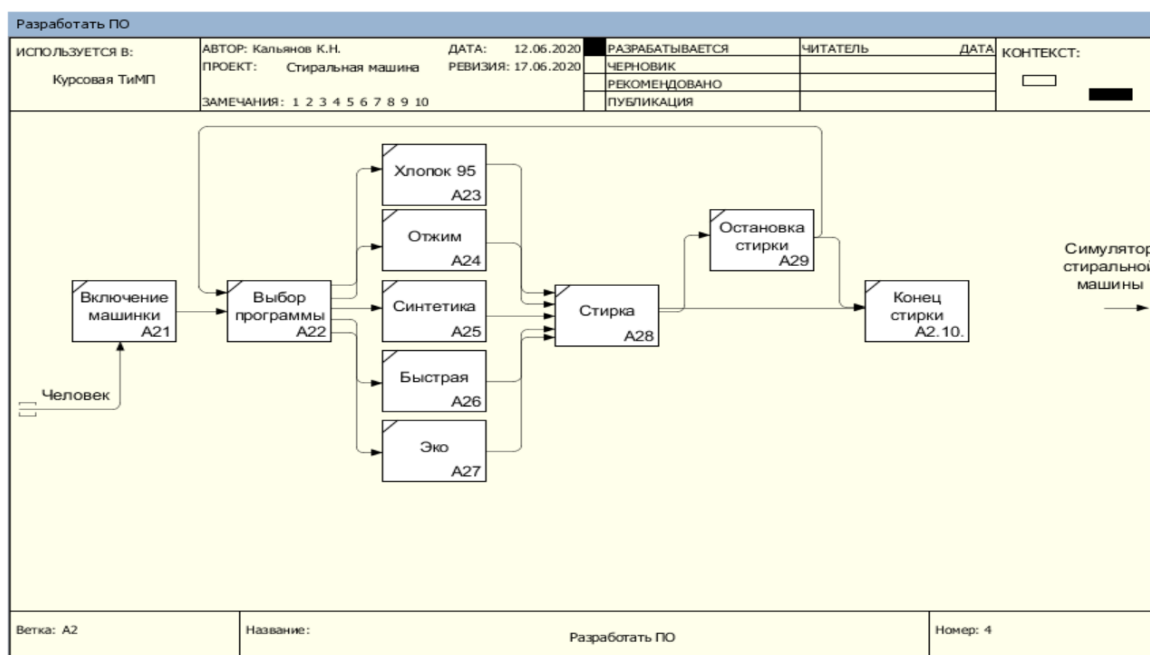 Разработать ПО
ИСПОЛЬЗУЕТСЯ В:
Курсовая ТиМП
АВТОР: Кальянов К.Н.
ДАТА: 12.06.2020
ПРОЕКТ: Стиральная машина
РЕВИЗИЯ: 17.06.2020
ЗАМЕЧАНИЯ: 1 2 3 4 5 6 7 8 9 10
РАЗРАБАТЫВАЕТСЯ
ЧЕРНОВИК
РЕКОМЕНДОВАНО
ПУБЛИКАЦИЯ
ЧИТАТЕЛЬ
ДАТА
КОНТЕКСТ:
Человек
Включение
машинки
A21
Выбор
программы
A22
Хлопок 95
A23
Отжим
A24
Синтетика
A25
Быстрая
A26
Эко
A27
Стирка
A28
Остановка
стирки
A29
Конец
стирки
A2.10.
Симулятор
стиральной
машины
Ветка: A2
Название:
Разработать ПО
Номер: 4